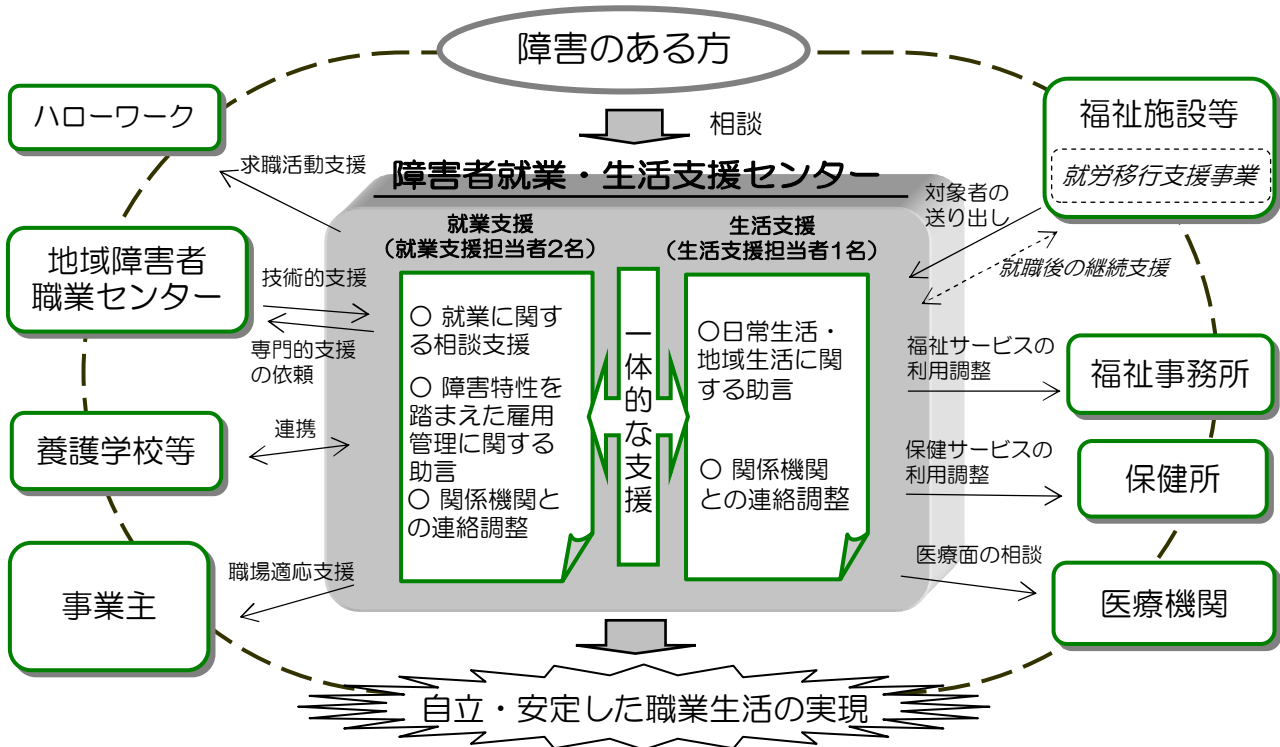 障害のある方
相談
ハローワーク
求職活動支援
地域障害者
職業センター
技術的支援
専門的支援
の依頼
養護学校等
連携
事業主
職場適応支援
障害者就業・生活支援センター
就業支援
（就業支援担当者２名）
○ 就業に関す
る相談支援
○ 障害特性を
踏まえた雇用
管理に関する
助言
○ 関係機関と
の連絡調整
一体的な支援
生活支援
（生活支援担当者１名）
○日常生活・
地域生活に関
する助言
○ 関係機関
との連絡調整
福祉施設等
就労移行支援事業
対象者の
送り出し
就職後の継続支援
福祉サービスの
利用調整
福祉事務所
保健サービスの
利用調整
保健所
医療面の相談
医療機関
自立・安定した職業生活の実現